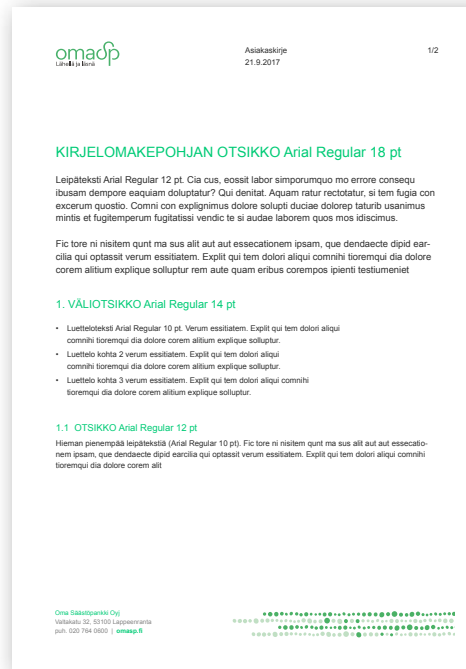 omasp
Lähellä ja läsnä
Asiakaskirje
1/2
21.9.2017
KIRJELOMAKEPOHJAN OTSIKKO Arial Regular 18 pt
Leipäteksti Arial Regular 12 pt. Cia cus, eossit labor simporumquo mo errore consequ
ibusam dempore eaquiam doluptatur? Qui denitat. Aquam ratur rectotatur, si tem fugia con
excerum quostio. Comni con explignimus dolore solupti duciae dolorep taturib usanimus
mintis et fugitemperum fugitatissi vendic te si audae laborem quos mos idiscimus.
Fic tore ni nisitem qunt ma sus alit aut aut essecationem ipsam, que dendaecte dipid ear-
cilia qui optassit verum essitiatem. Explit qui tem dolori aliqui comnihi tioremqui dia dolore
corem alitium explique solluptur rem aute quam eribus corempos ipienti testiumeniet
1. VÄLIOTSIKKO Arial Regular 14 pt
• Luetteloteksti Arial Regular 10 pt. Verum essitiatem. Explit qui tem dolori aliqui
comnihi tioremqui dia dolore corem alitium explique solluptur.
• Luettelo kohta 2 verum essitiatem. Explit qui tem dolori aliqui
comnihi tioremqui dia dolore corem alitium explique solluptur.
• Luettelo kohta 3 verum essitiatem. Explit qui tem dolori aliqui comnihi
tioremqui dia dolore corem alitium explique solluptur.
1.1 OTSIKKO Arial Regular 12 pt
Hieman pienempää leipätekstiä (Arial Regular 10 pt). Fic tore ni nisitem qunt ma sus alit aut aut essecatio-
nem ipsam, que dendaecte dipid earcilia qui optassit verum essitiatem. Explit qui tem dolori aliqui comnihi
tioremqui dia dolore corem alit
Oma Säästöpankki Oyj
Valtakatu 32, 53100 Lappeenranta
puh. 020 764 0600 | omasp.fi